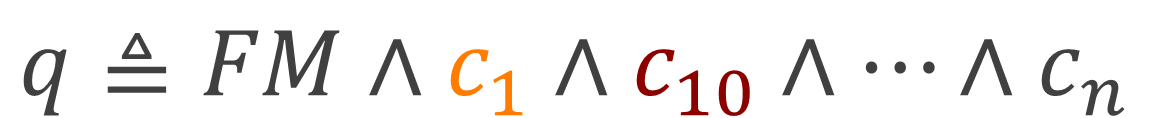 q ≜ FM ∧ c₁ ∧ c₁₀ ∧ ⋯ ∧ cₙ